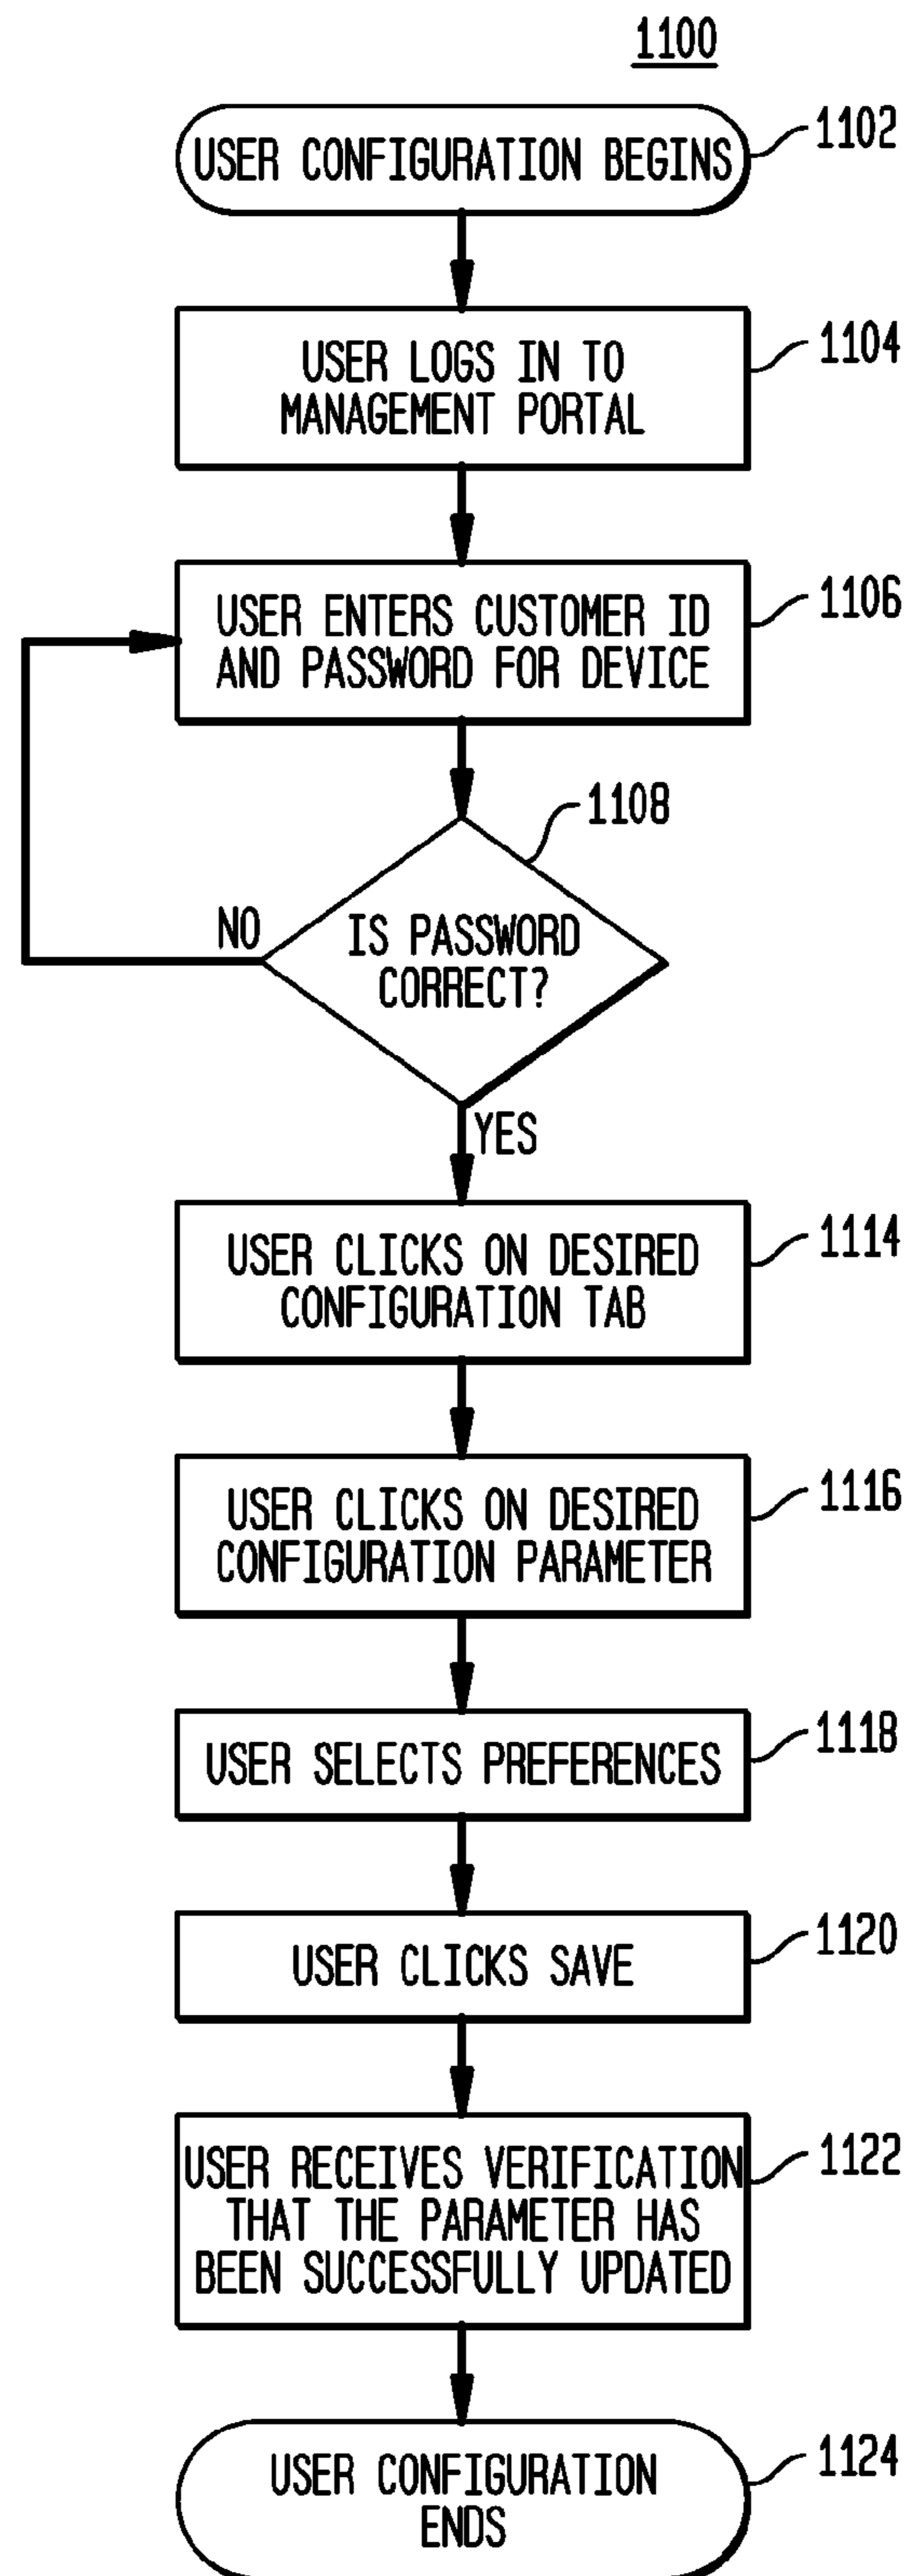 1100
USER CONFIGURATION BEGINS
1102
USER LOGS IN TO
MANAGEMENT PORTAL
1104
USER ENTERS CUSTOMER ID
AND PASSWORD FOR DEVICE
1106
1108
NO
IS PASSWORD
CORRECT?
YES
USER CLICKS ON DESIRED
CONFIGURATION TAB
1114
USER CLICKS ON DESIRED
CONFIGURATION PARAMETER
1116
USER SELECTS PREFERENCES
1118
USER CLICKS SAVE
1120
USER RECEIVES VERIFICATION
THAT THE PARAMETER HAS
BEEN SUCCESSFULLY UPDATED
1122
USER CONFIGURATION
ENDS
1124